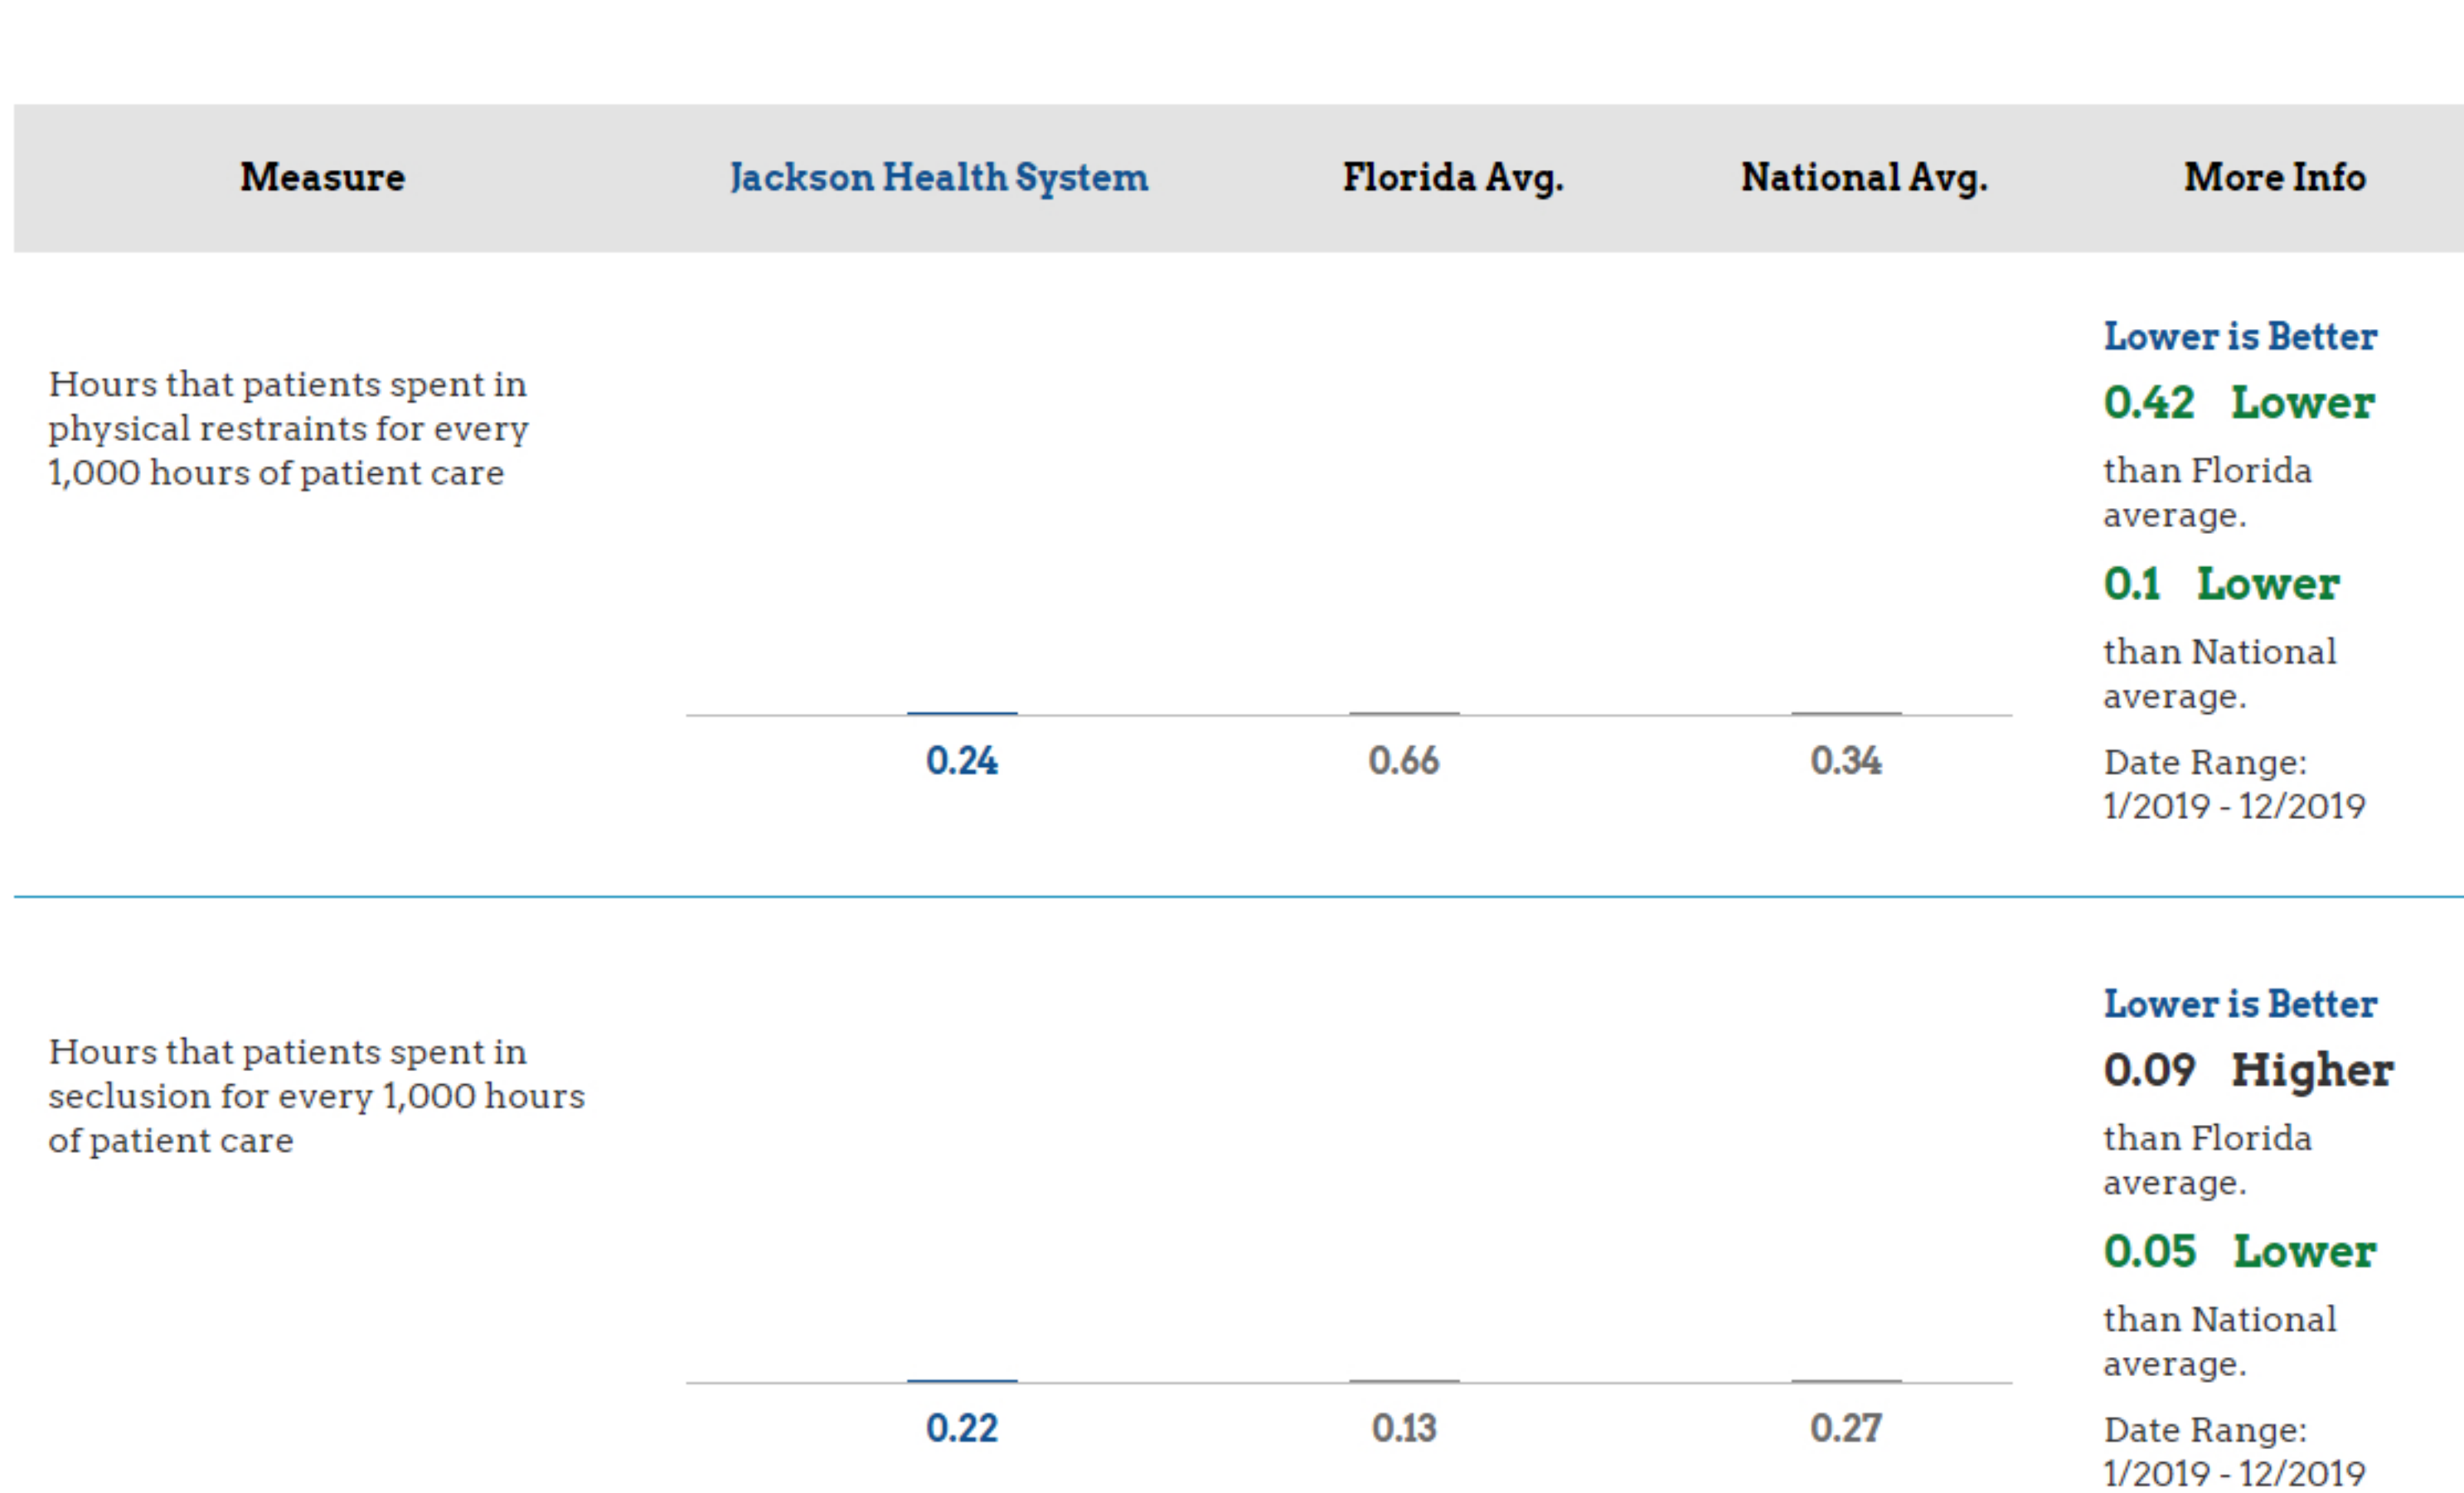 Measure Jackson Health System Florida Avg. National Avg. More Info
Hours that patients spent in
physical restraints for every
1,000 hours of patient care
0.24 0.66 0.34
Lower is Better
0.42 Lower
than Florida
average.
0.1 Lower
than National
average.
Date Range:
1/2019 - 12/2019
Hours that patients spent in
seclusion for every 1,000 hours
of patient care
0.22 0.13 0.27
Lower is Better
0.09 Higher
than Florida
average.
0.05 Lower
than National
average.
Date Range:
1/2019 - 12/2019